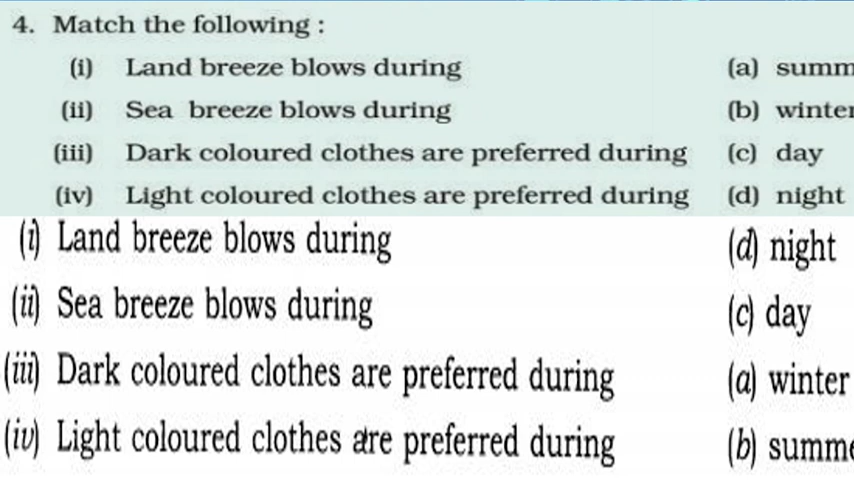 4. Match the following :
(i) Land breeze blows during (a) summ
(ii) Sea breeze blows during (b) winter
(iii) Dark coloured clothes are preferred during (c) day
(iv) Light coloured clothes are preferred during (d) night
(i) Land breeze blows during (d) night
(ii) Sea breeze blows during (c) day
(iii) Dark coloured clothes are preferred during (a) winter
(iv) Light coloured clothes are preferred during (b) summe